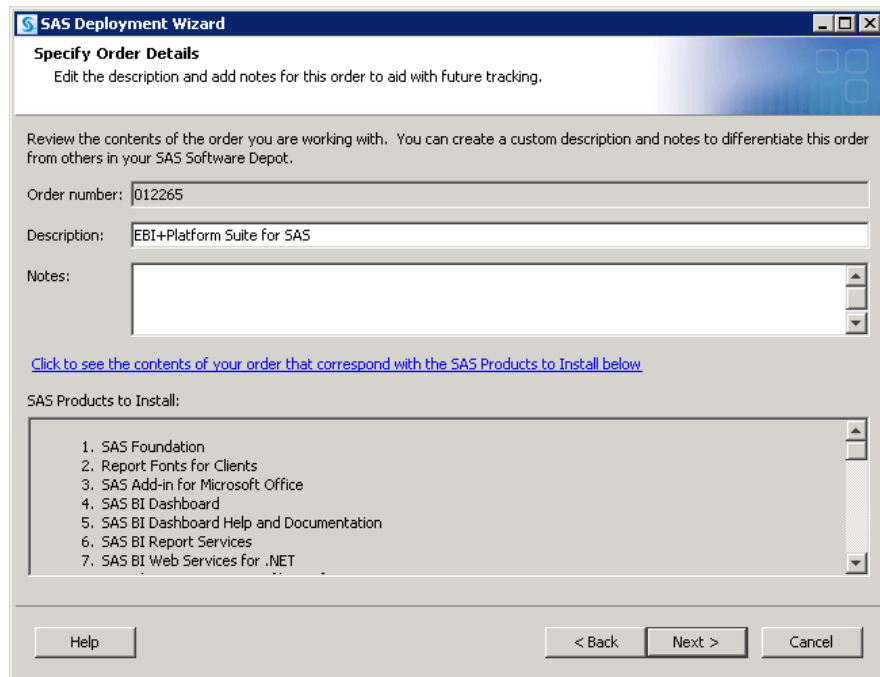 SAS Deployment Wizard
Specify Order Details
Edit the description and add notes for this order to aid with future tracking.
Review the contents of the order you are working with. You can create a custom description and notes to differentiate this order
from others in your SAS Software Depot.
Order number: 012265
Description: EBI+Platform Suite for SAS
Notes:
Click to see the contents of your order that correspond with the SAS Products to Install below
SAS Products to Install:
1. SAS Foundation
2. Report Fonts for Clients
3. SAS Add-in for Microsoft Office
4. SAS BI Dashboard
5. SAS BI Dashboard Help and Documentation
6. SAS BI Report Services
7. SAS BI Web Services for .NET
Help < Back Next > Cancel